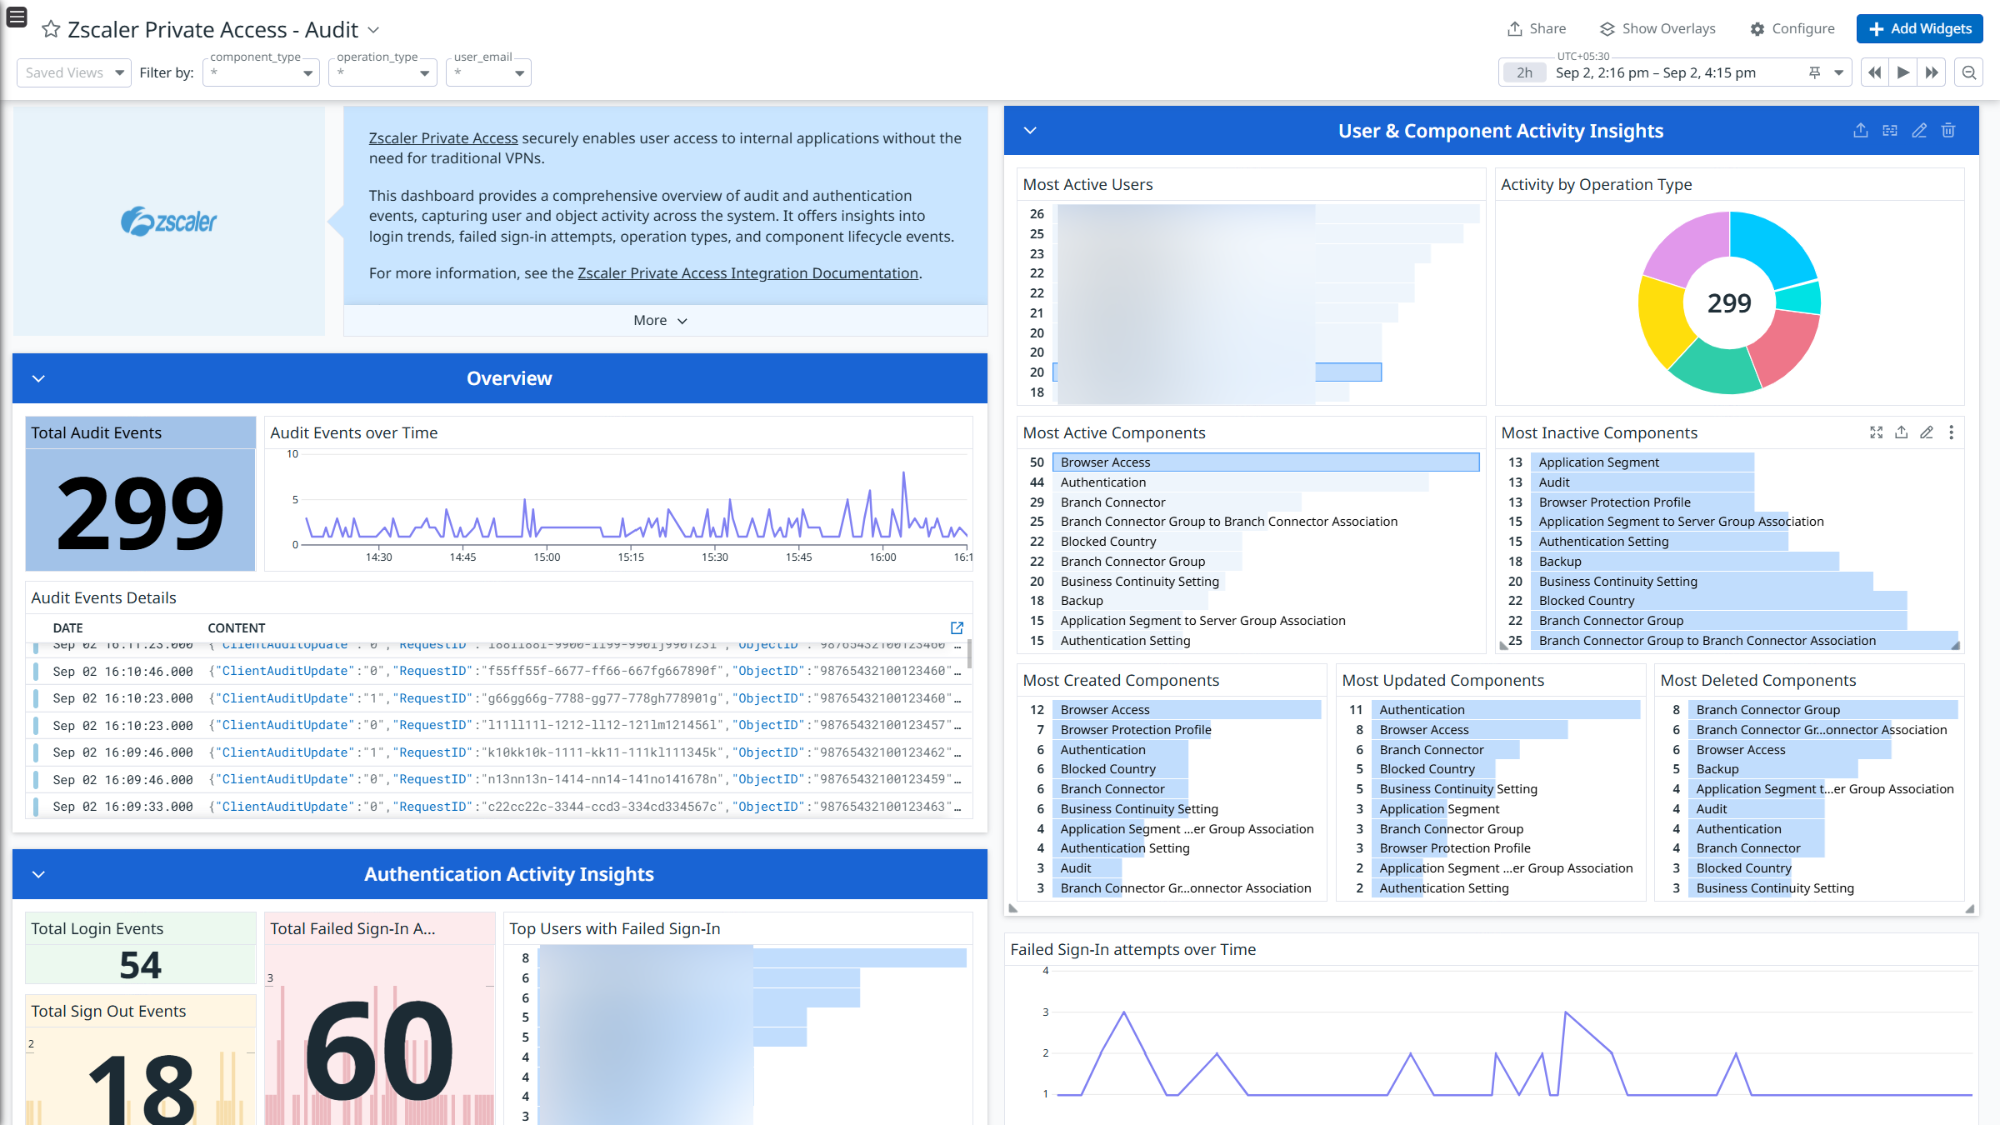 Zscaler Private Access - Audit
Share
Show Overlays
Configure
Add Widgets
Saved Views
Filter by:
component_type
*
operation_type
*
user_email
*
UTC+05:30
2h
Sep 2, 2:16 pm – Sep 2, 4:15 pm
zscaler
Zscaler Private Access securely enables user access to internal applications without the
need for traditional VPNs.
This dashboard provides a comprehensive overview of audit and authentication
events, capturing user and object activity across the system. It offers insights into
login trends, failed sign-in attempts, operation types, and component lifecycle events.
For more information, see the Zscaler Private Access Integration Documentation.
More
Overview
Total Audit Events
299
Audit Events over Time
10
5
0
14:30 14:45 15:00 15:15 15:30 15:45 16:00 16:1
Audit Events Details
DATE CONTENT
Sep 02 16:10:46.000 {"ClientAuditUpdate":"0","RequestID":"f55ff55f-6677-ff66-667fg667890f","ObjectID":"98765432100123460"…
Sep 02 16:10:23.000 {"ClientAuditUpdate":"1","RequestID":"g66gg66g-7788-gg77-778gh778901g","ObjectID":"98765432100123460"…
Sep 02 16:10:23.000 {"ClientAuditUpdate":"0","RequestID":"l11ll11l-1212-ll12-121lm121456l","ObjectID":"98765432100123457"…
Sep 02 16:09:46.000 {"ClientAuditUpdate":"1","RequestID":"k10kk10k-1111-kk11-111kl111345k","ObjectID":"98765432100123462"…
Sep 02 16:09:46.000 {"ClientAuditUpdate":"0","RequestID":"n13nn13n-1414-nn14-141no141678n","ObjectID":"98765432100123459"…
Sep 02 16:09:33.000 {"ClientAuditUpdate":"0","RequestID":"c22cc22c-3344-ccd3-334cd334567c","ObjectID":"98765432100123463"…
Authentication Activity Insights
Total Login Events
54
Total Sign Out Events
2
18
Total Failed Sign-In A...
3
60
Top Users with Failed Sign-In
8
6
6
5
5
4
4
4
3
User & Component Activity Insights
Most Active Users
26
25
23
22
22
21
20
20
20
18
Activity by Operation Type
299
Most Active Components
50 Browser Access
44 Authentication
29 Branch Connector
25 Branch Connector Group to Branch Connector Association
22 Blocked Country
22 Branch Connector Group
20 Business Continuity Setting
18 Backup
15 Application Segment to Server Group Association
15 Authentication Setting
Most Inactive Components
13 Application Segment
13 Audit
13 Browser Protection Profile
15 Application Segment to Server Group Association
15 Authentication Setting
18 Backup
20 Business Continuity Setting
22 Blocked Country
22 Branch Connector Group
25 Branch Connector Group to Branch Connector Association
Most Created Components
12 Browser Access
7 Browser Protection Profile
6 Authentication
6 Blocked Country
6 Branch Connector
6 Business Continuity Setting
4 Application Segment ...er Group Association
4 Authentication Setting
3 Audit
3 Branch Connector Gr...onnector Association
Most Updated Components
11 Authentication
8 Browser Access
6 Branch Connector
5 Blocked Country
5 Business Continuity Setting
3 Application Segment
3 Branch Connector Group
3 Browser Protection Profile
2 Application Segment ...er Group Association
2 Authentication Setting
Most Deleted Components
8 Branch Connector Group
6 Branch Connector Gr...onnector Association
6 Browser Access
5 Backup
4 Application Segment t...er Group Association
4 Audit
4 Authentication
4 Branch Connector
3 Blocked Country
3 Business Continuity Setting
Failed Sign-In attempts over Time
4
3
2
1